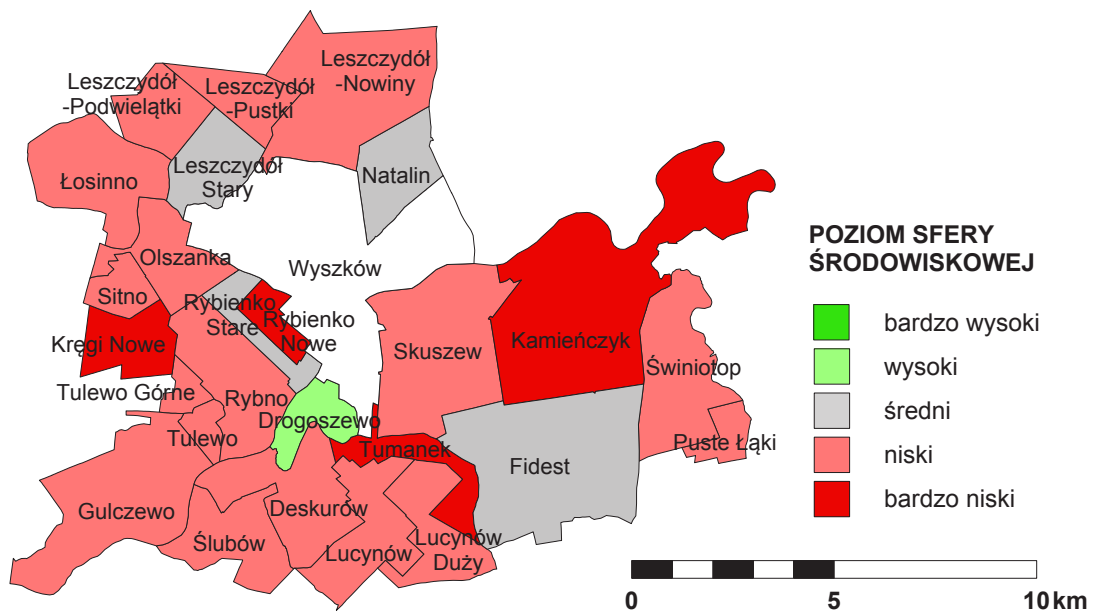 Leszczydół
-Nowiny
Leszczydół
-Podwielątki
Leszczydół
-Pustki
Leszczydół
Stary
Natalin
Łosinno
Olszanka
Wyszków
Sitno
Rybienko
Stare
Rybienko
Nowe
Kręgi Nowe
Skuszew
Kamieńczyk
Świniotop
Tulewo Górne
Rybno
Drogoszewo
Tulewo
Tumanek
Puste Łąki
Fidest
Gulczewo
Deskurów
Ślubów
Lucynów
Lucynów
Duży
POZIOM SFERY
ŚRODOWISKOWEJ
bardzo wysoki
wysoki
średni
niski
bardzo niski
0 5 10 km